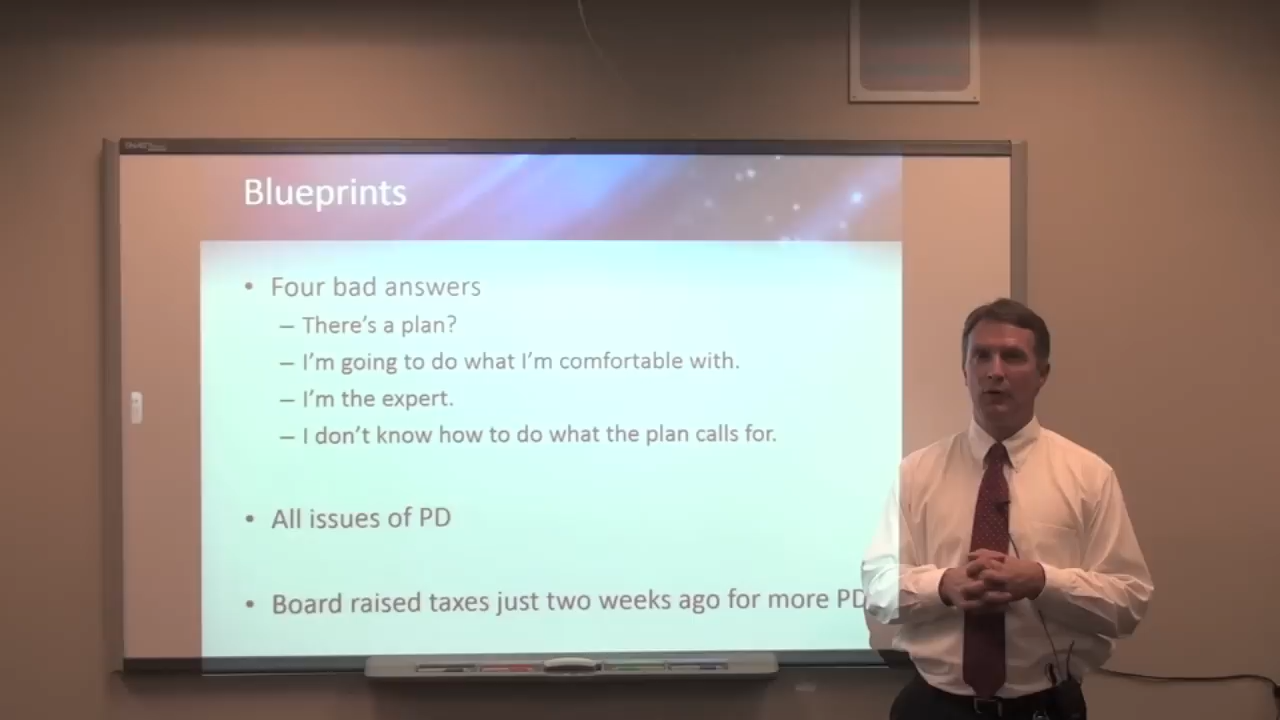 Blueprints
• Four bad answers
– There's a plan?
– I'm going to do what I'm comfortable with.
– I'm the expert.
– I don't know how to do what the plan calls for.
• All issues of PD
• Board raised taxes just two weeks ago for more PD